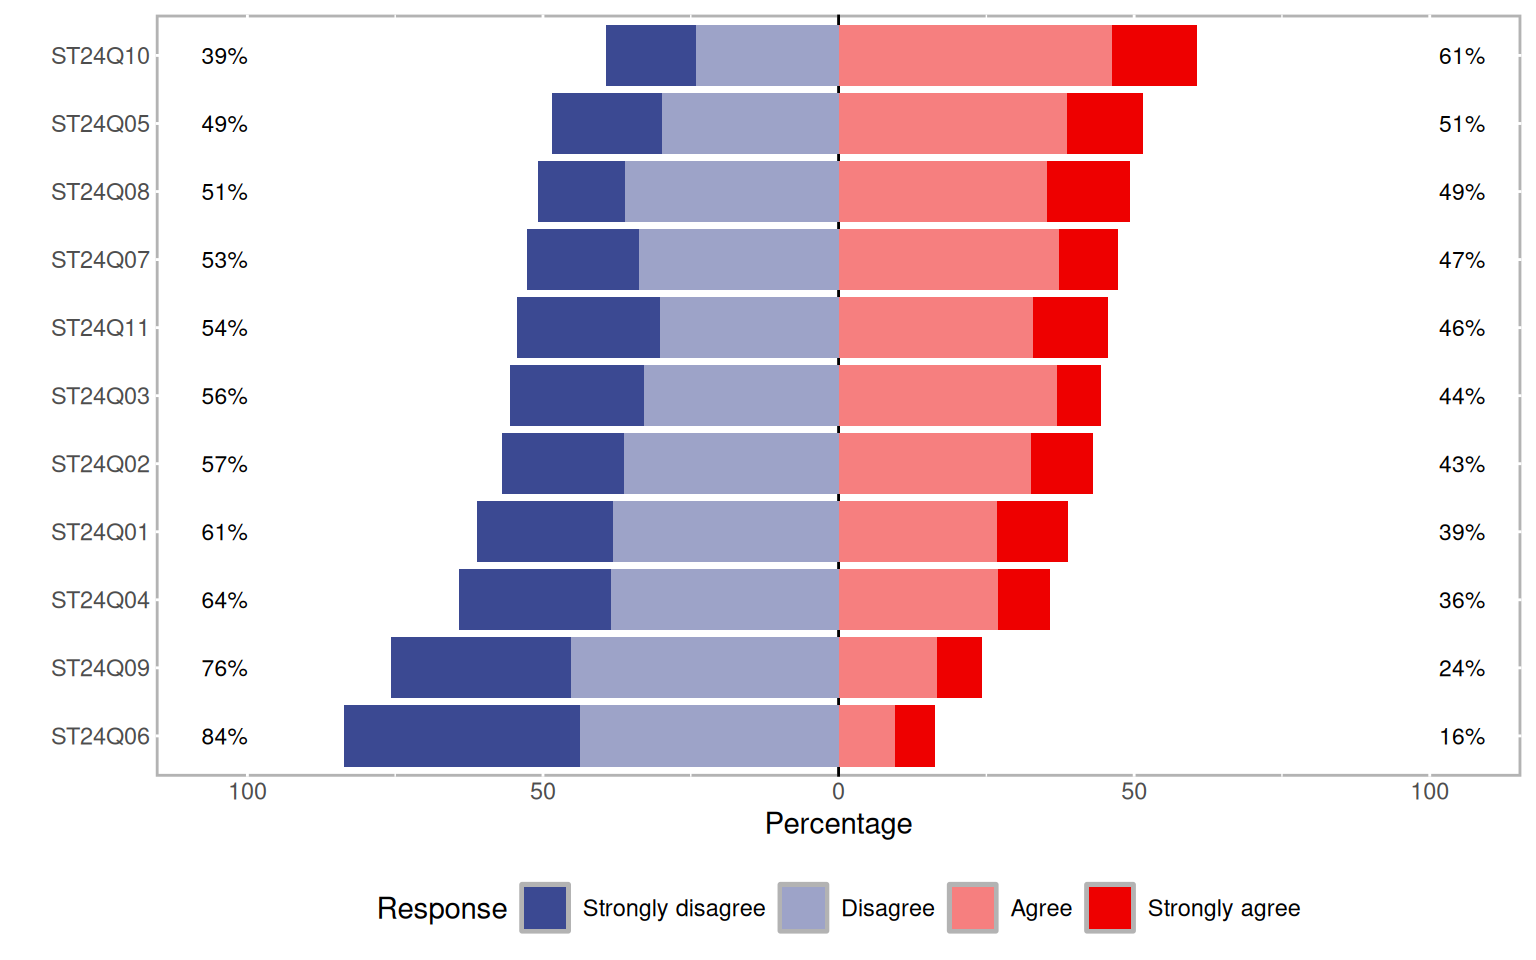 ST24Q10 39% 61%
ST24Q05 49% 51%
ST24Q08 51% 49%
ST24Q07 53% 47%
ST24Q11 54% 46%
ST24Q03 56% 44%
ST24Q02 57% 43%
ST24Q01 61% 39%
ST24Q04 64% 36%
ST24Q09 76% 24%
ST24Q06 84% 16%
100 50 0 50 100
Percentage
Response Strongly disagree Disagree Agree Strongly agree